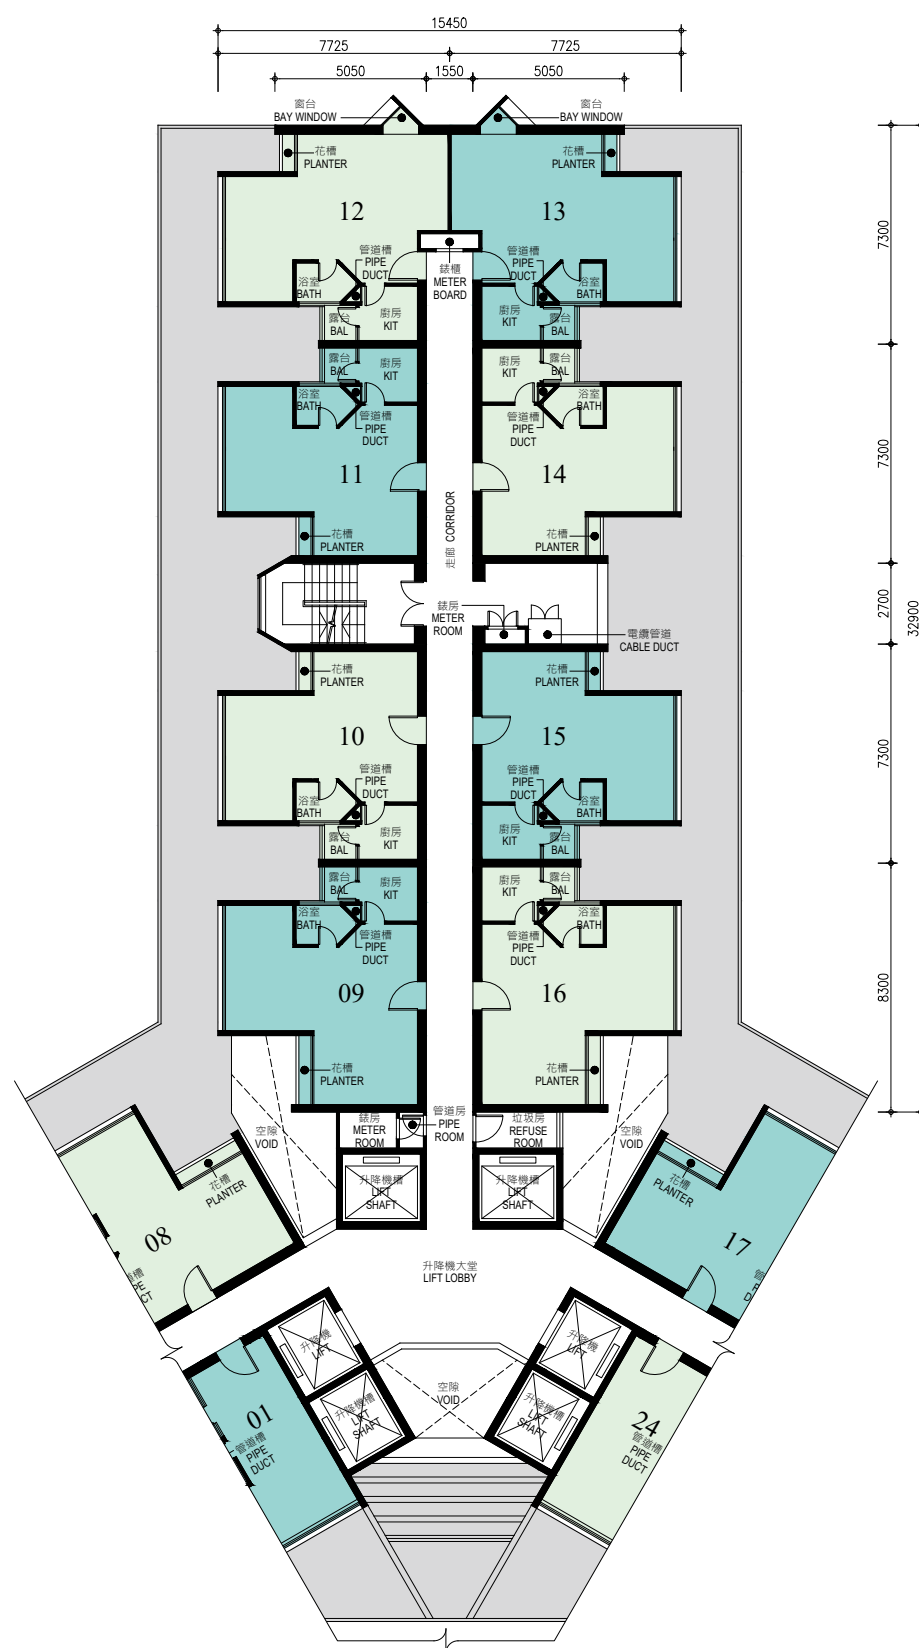 15450
7725
7725
5050
1550
5050
窗台
BAY WINDOW
窗台
BAY WINDOW
花槽
PLANTER
花槽
PLANTER
12
13
管道槽
PIPE
DUCT
管道槽
PIPE
DUCT
錶櫃
METER
BOARD
浴室
BATH
浴室
BATH
露台
BAL
廚房
KIT
廚房
KIT
露台
BAL
7300
露台
BAL
廚房
KIT
廚房
KIT
露台
BAL
浴室
BATH
浴室
BATH
管道槽
PIPE
DUCT
管道槽
PIPE
DUCT
11
14
7300
走廊 CORRIDOR
花槽
PLANTER
花槽
PLANTER
錶房
METER
ROOM
電纜管道
CABLE DUCT
2700
32900
花槽
PLANTER
花槽
PLANTER
10
15
7300
管道槽
PIPE
DUCT
管道槽
PIPE
DUCT
浴室
BATH
浴室
BATH
露台
BAL
廚房
KIT
廚房
KIT
露台
BAL
露台
BAL
廚房
KIT
廚房
KIT
露台
BAL
浴室
BATH
浴室
BATH
管道槽
PIPE
DUCT
管道槽
PIPE
DUCT
09
16
8300
花槽
PLANTER
花槽
PLANTER
錶房
METER
ROOM
管道房
PIPE
ROOM
垃圾房
REFUSE
ROOM
空隙
VOID
空隙
VOID
升降機槽
LIFT
SHAFT
升降機槽
LIFT
SHAFT
花槽
PLANTER
花槽
PLANTER
08
17
道槽
PE
CT
管
P
D
升降機大堂
LIFT LOBBY
升降機
LIFT
升降機
LIFT
空隙
VOID
升降機槽
LIFT
SHAFT
升降機槽
LIFT
SHAFT
01
24
管道槽
PIPE
DUCT
管道槽
PIPE
DUCT